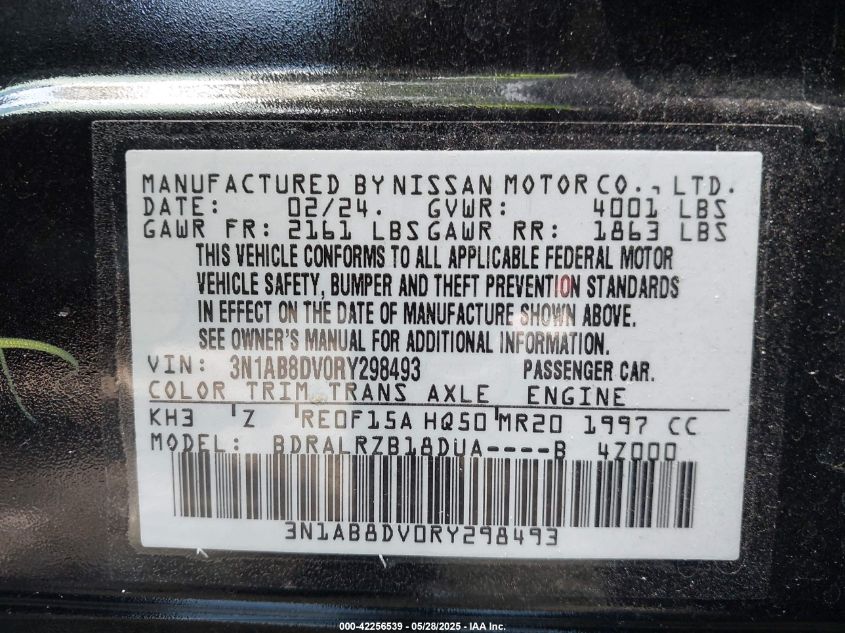 MANUFACTURED BY NISSAN MOTOR CO., LTD.
DATE: 02/24. GVWR: 4001 LBS
GAWR FR: 2161 LBS GAWR RR: 1863 LBS
THIS VEHICLE CONFORMS TO ALL APPLICABLE FEDERAL MOTOR
VEHICLE SAFETY, BUMPER AND THEFT PREVENTION STANDARDS
IN EFFECT ON THE DATE OF MANUFACTURE SHOWN ABOVE.
SEE OWNER'S MANUAL FOR ADDITIONAL INFORMATION.
VIN: 3N1AB8DV0RY298493 PASSENGER CAR.
COLOR TRIM TRANS AXLE ENGINE
KH3 Z RE0F15A HQ50 MR20 1997 CC
MODEL: BDRALRZB18DUA----B 4Z000
3N1AB8DV0RY298493
000-42256539 - 05/28/2025 - IAA Inc.